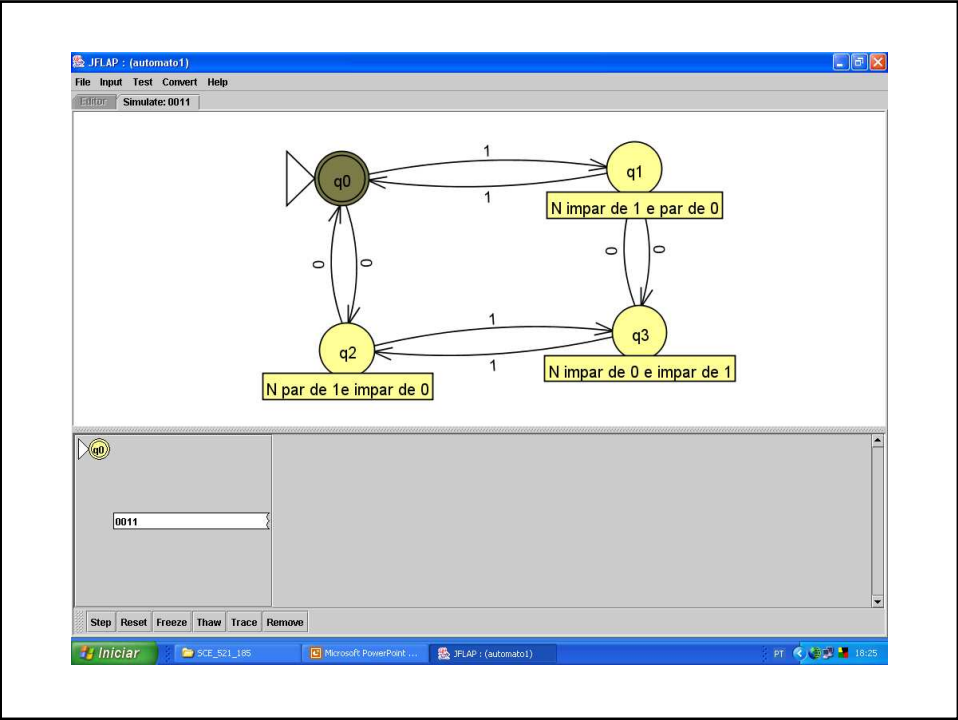 JFLAP : (automato1)
File Input Test Convert Help
Editor Simulate: 0011
q0
1
1
q1
N impar de 1 e par de 0
0
0
0
0
q2
1
1
q3
N par de 1e impar de 0
N impar de 0 e impar de 1
q0
0011
Step Reset Freeze Thaw Trace Remove
Iniciar SCE_521_185 Microsoft PowerPoint ... JFLAP : (automato1) PT 18:25